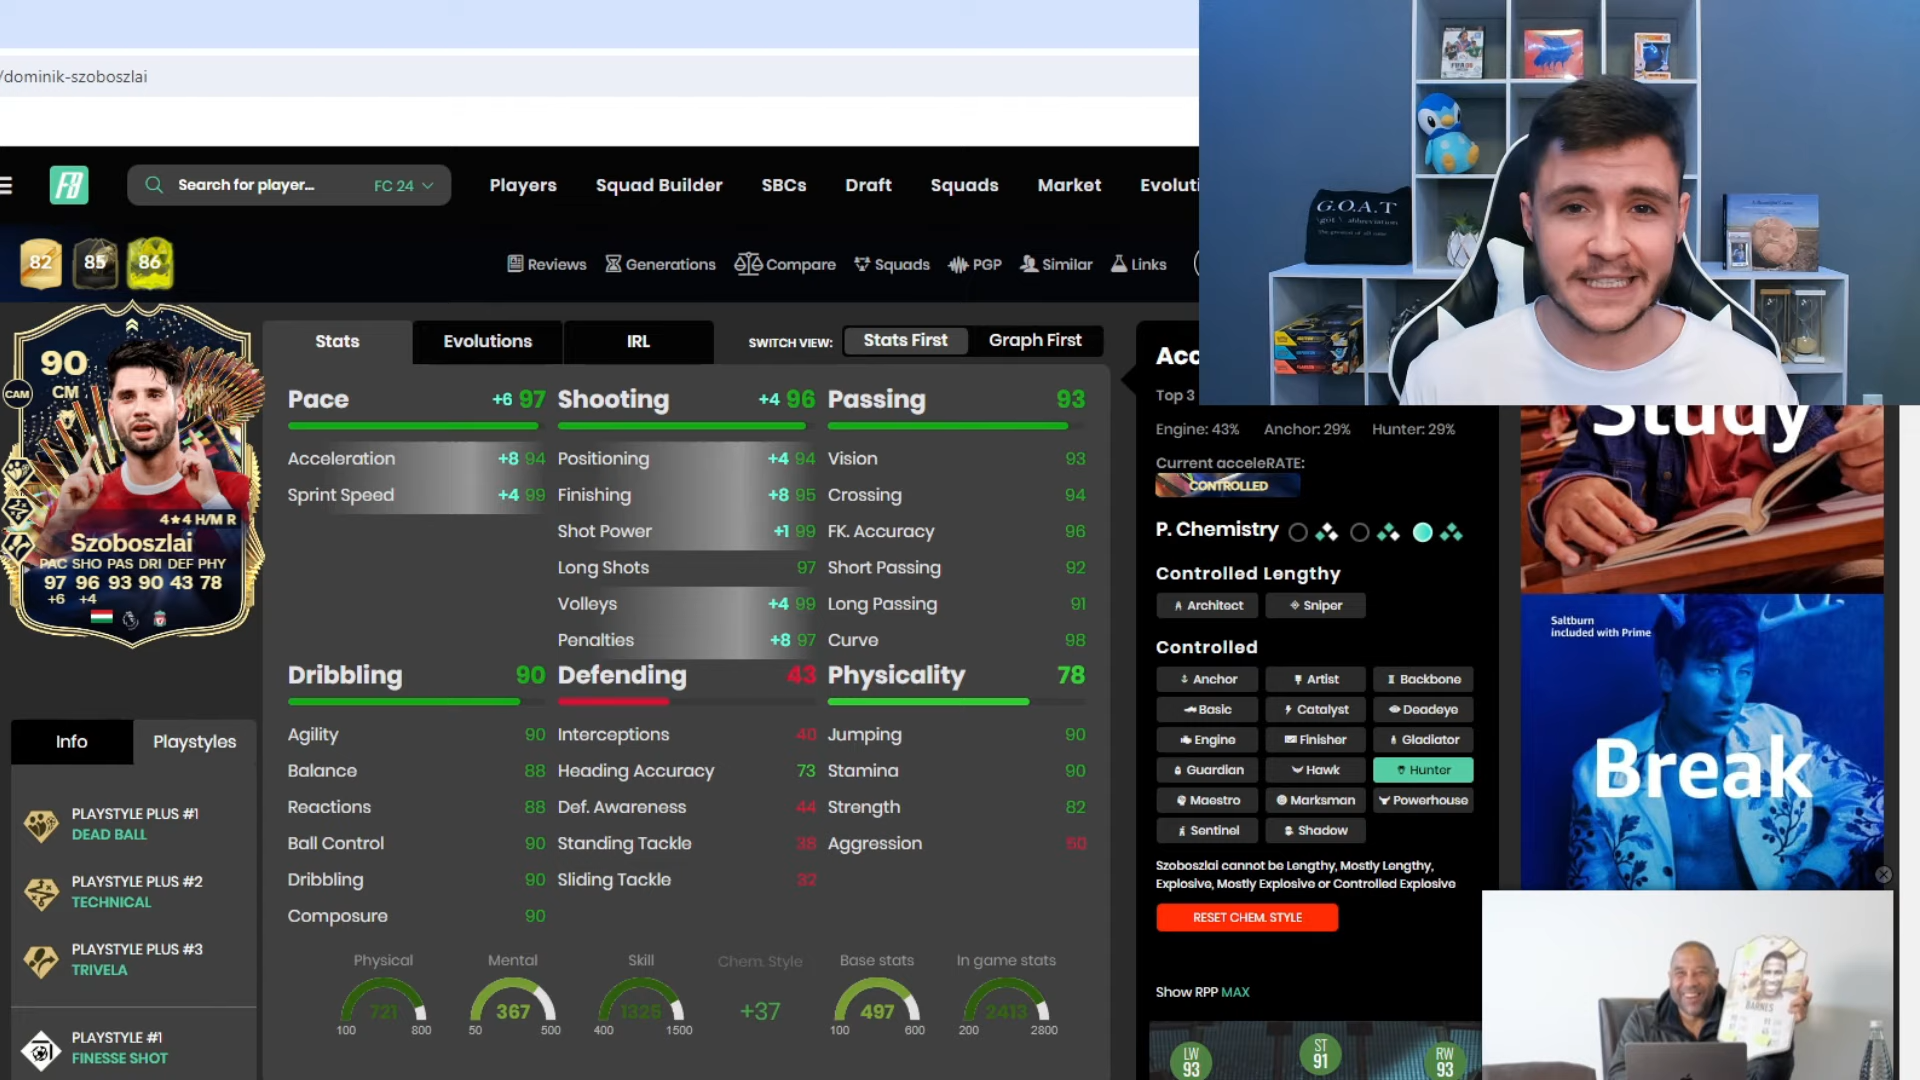 /dominik-szoboszlai
Search for player...
FC 24
Players
Squad Builder
SBCs
Draft
Squads
Market
Evoluti
82
85
86
Reviews
Generations
Compare
Squads
PGP
Similar
Links
90
CM
CAM
4★4 H/M R
Szoboszlai
PAC SHO PAS DRI DEF PHY
97 96 93 90 43 78
+6 +4
Stats
Evolutions
IRL
SWITCH VIEW:
Stats First
Graph First
Pace +6 97
Acceleration +8 94
Sprint Speed +4 99
Shooting +4 96
Positioning +4 94
Finishing +8 95
Shot Power +1 99
Long Shots 97
Volleys +4 99
Penalties +8 97
Passing 93
Vision 93
Crossing 94
FK. Accuracy 96
Short Passing 92
Long Passing 91
Curve 98
Dribbling 90
Agility 90
Balance 88
Reactions 88
Ball Control 90
Dribbling 90
Composure 90
Defending 43
Interceptions 40
Heading Accuracy 73
Def. Awareness 44
Standing Tackle 38
Sliding Tackle 32
Physicality 78
Jumping 90
Stamina 90
Strength 82
Aggression 50
Physical
721
100 800
Mental
367
50 500
Skill
1325
400 1500
Chem. Style
+37
Base stats
497
100 600
In game stats
2413
200 2800
Info
Playstyles
PLAYSTYLE PLUS #1
DEAD BALL
PLAYSTYLE PLUS #2
TECHNICAL
PLAYSTYLE PLUS #3
TRIVELA
PLAYSTYLE #1
FINESSE SHOT
Acc
Top 3
Engine: 43% Anchor: 29% Hunter: 29%
Current acceleRATE:
CONTROLLED
P. Chemistry
Controlled Lengthy
Architect
Sniper
Controlled
Anchor
Artist
Backbone
Basic
Catalyst
Deadeye
Engine
Finisher
Gladiator
Guardian
Hawk
Hunter
Maestro
Marksman
Powerhouse
Sentinel
Shadow
Szoboszlai cannot be Lengthy, Mostly Lengthy,
Explosive, Mostly Explosive or Controlled Explosive
RESET CHEM. STYLE
Show RPP MAX
LW
93
ST
91
RW
93
G.O.A.T
Study
Saltburn
included with Prime
Break
BARNES